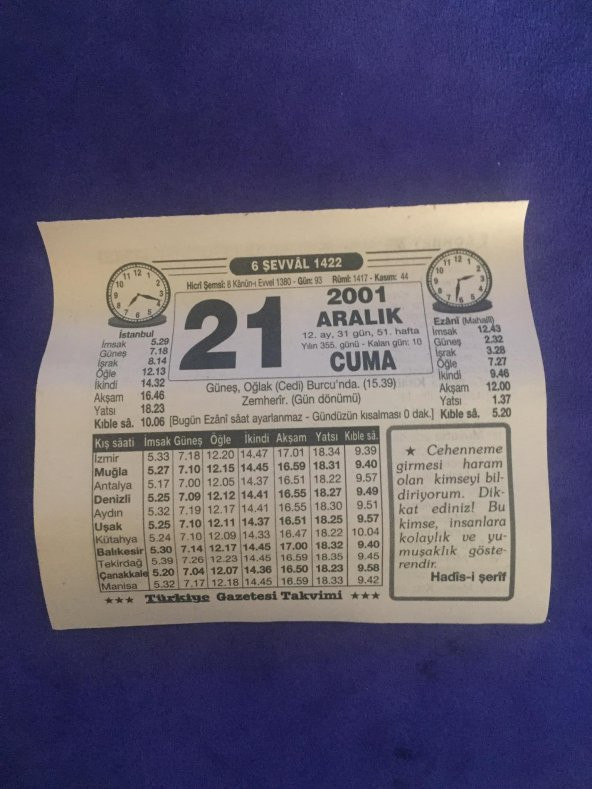 6 ŞEVVÂL 1422
Hicrî Şemsî: 8 Kânûn-ı Evvel 1380 - Gün: 93 Rûmî: 1417 - Kasım: 44
21
2001
ARALIK
12. ay, 31 gün, 51. hafta
Yılın 355. günü - Kalan gün: 10
CUMA
İstanbul
İmsak 5.29
Güneş 7.18
İşrak 8.14
Öğle 12.13
İkindi 14.32
Akşam 16.46
Yatsı 18.23
Kıble sâ. 10.06
Ezânî (Mahallî)
İmsak 12.43
Güneş 2.32
İşrak 3.28
Öğle 7.27
İkindi 9.46
Akşam 12.00
Yatsı 1.37
Kıble sâ. 5.20
Güneş, Oğlak (Cedi) Burcu'nda. (15.39)
Zemherîr. (Gün dönümü)
[Bugün Ezânî sâat ayarlanmaz - Gündüzün kısalması 0 dak.]
Kış sâati İmsak Güneş Öğle İkindi Akşam Yatsı Kıble sâ.
İzmir 5.33 7.18 12.20 14.47 17.01 18.34 9.39
Muğla 5.27 7.10 12.15 14.45 16.59 18.31 9.40
Antalya 5.17 7.00 12.05 14.37 16.51 18.22 9.57
Denizli 5.25 7.09 12.12 14.41 16.55 18.27 9.49
Aydın 5.32 7.19 12.17 14.41 16.55 18.30 9.51
Uşak 5.25 7.10 12.11 14.37 16.51 18.25 9.57
Kütahya 5.24 7.10 12.09 14.33 16.47 18.22 10.04
Balıkesir 5.30 7.14 12.17 14.45 17.00 18.32 9.40
Tekirdağ 5.39 7.26 12.23 14.45 16.59 18.35 9.45
Çanakkale 5.20 7.04 12.07 14.36 16.50 18.23 9.58
Manisa 5.32 7.17 12.18 14.45 16.59 18.33 9.42
★★★ Türkiye Gazetesi Takvimi ★★★
★ Cehenneme
girmesi haram
olan kimseyi bil-
diriyorum. Dik-
kat ediniz! Bu
kimse, insanlara
kolaylık ve yu-
muşaklık göste-
rendir.
Hadîs-i şerîf